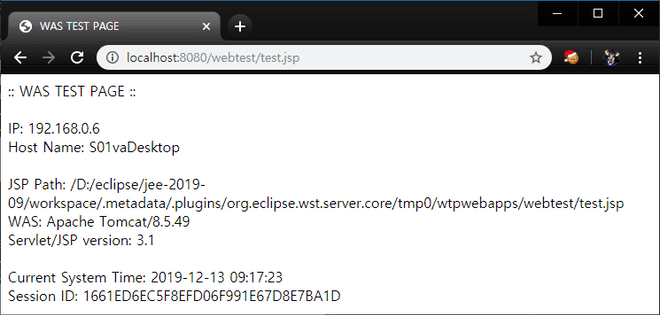 WAS TEST PAGE
localhost:8080/webtest/test.jsp
:: WAS TEST PAGE ::
IP: 192.168.0.6
Host Name: S01vaDesktop
JSP Path: /D:/eclipse/jee-2019-
09/workspace/.metadata/.plugins/org.eclipse.wst.server.core/tmp0/wtpwebapps/webtest/test.jsp
WAS: Apache Tomcat/8.5.49
Servlet/JSP version: 3.1
Current System Time: 2019-12-13 09:17:23
Session ID: 1661ED6EC5F8EFD06F991E67D8E7BA1D